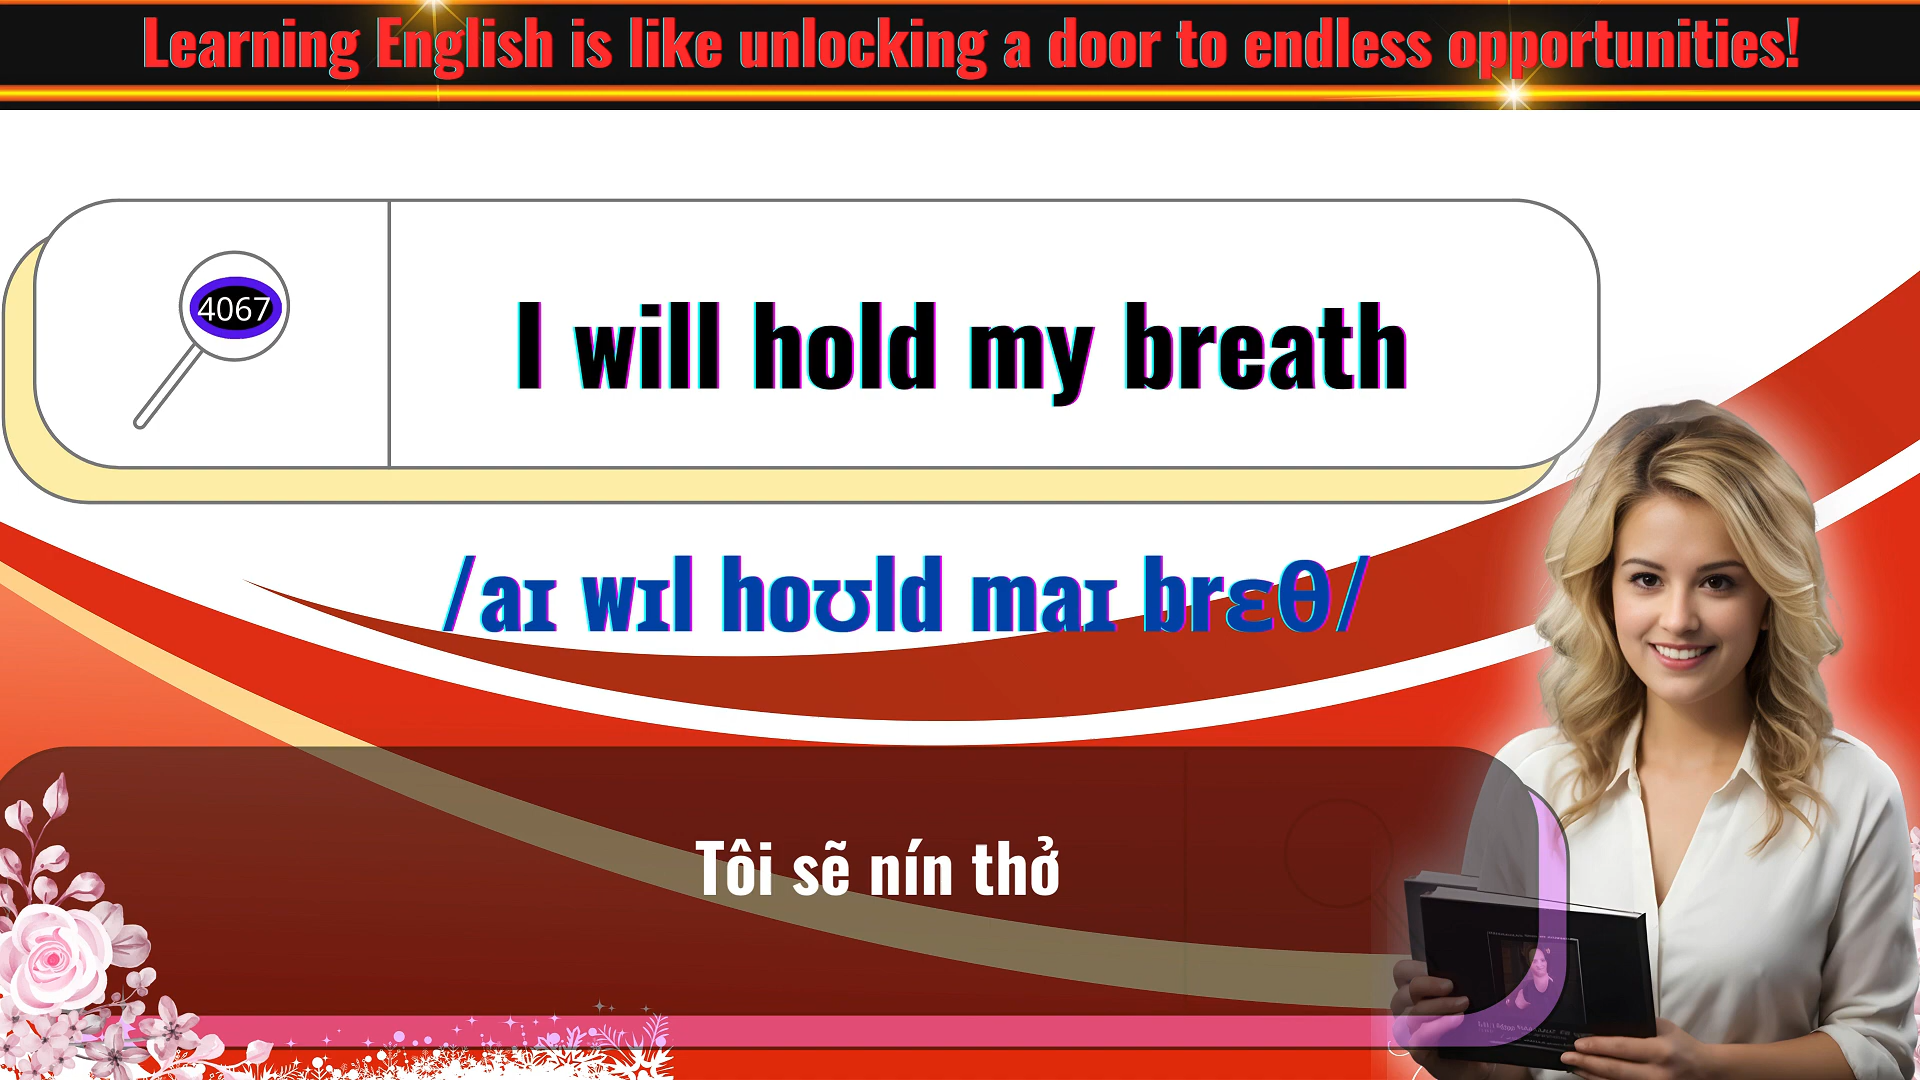 Learning English is like unlocking a door to endless opportunities!
4067
I will hold my breath
/aɪ wɪl hoʊld maɪ brɛθ/
Tôi sẽ nín thở